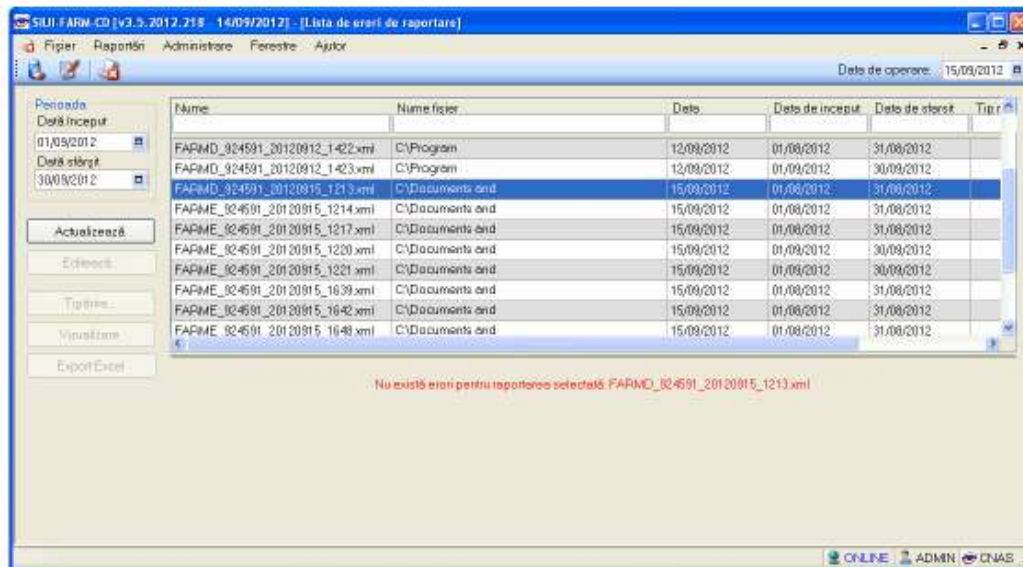 SIUI-FARM-CD [v3.5.2012.218 - 14/09/2012] - [Lista de erori de raportare]
Fișier Raportări Administrare Ferestre Ajutor
Data de operare: 15/09/2012
Perioada
Dată început
01/09/2012
Dată sfârșit
30/09/2012
Actualizează
Editează
Tipărire
Vizualizare
Export Excel
Nume Nume fișier Data Data de inceput Data de sfarsit Tip r
FARMD_924591_20120912_1422.xml C:\Program 12/09/2012 01/08/2012 31/08/2012
FARMD_924591_20120912_1423.xml C:\Program 12/09/2012 01/09/2012 30/09/2012
FARMD_924591_20120915_1213.xml C:\Documents and 15/09/2012 01/08/2012 31/08/2012
FARME_924591_20120915_1214.xml C:\Documents and 15/09/2012 01/08/2012 31/08/2012
FARME_924591_20120915_1217.xml C:\Documents and 15/09/2012 01/08/2012 31/08/2012
FARME_924591_20120915_1220.xml C:\Documents and 15/09/2012 01/09/2012 30/09/2012
FARME_924591_20120915_1221.xml C:\Documents and 15/09/2012 01/09/2012 30/09/2012
FARME_924591_20120915_1639.xml C:\Documents and 15/09/2012 01/08/2012 31/08/2012
FARME_924591_20120915_1642.xml C:\Documents and 15/09/2012 01/08/2012 31/08/2012
FARME_924591_20120915_1648.xml C:\Documents and 15/09/2012 01/08/2012 31/08/2012
Nu există erori pentru raportarea selectată: FARMD_924591_20120915_1213.xml
ONLINE ADMIN CNAS